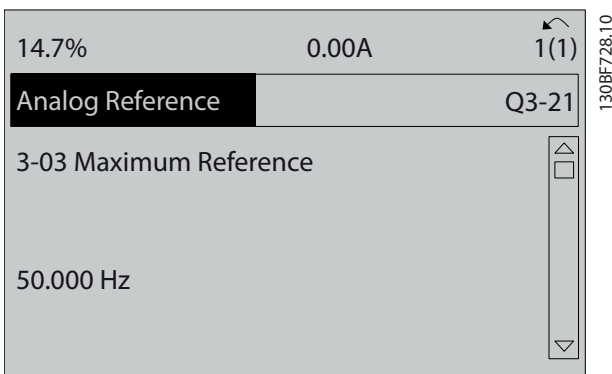 14.7% 0.00A 1(1)
Analog Reference Q3-21
3-03 Maximum Reference
50.000 Hz
130BF728.10